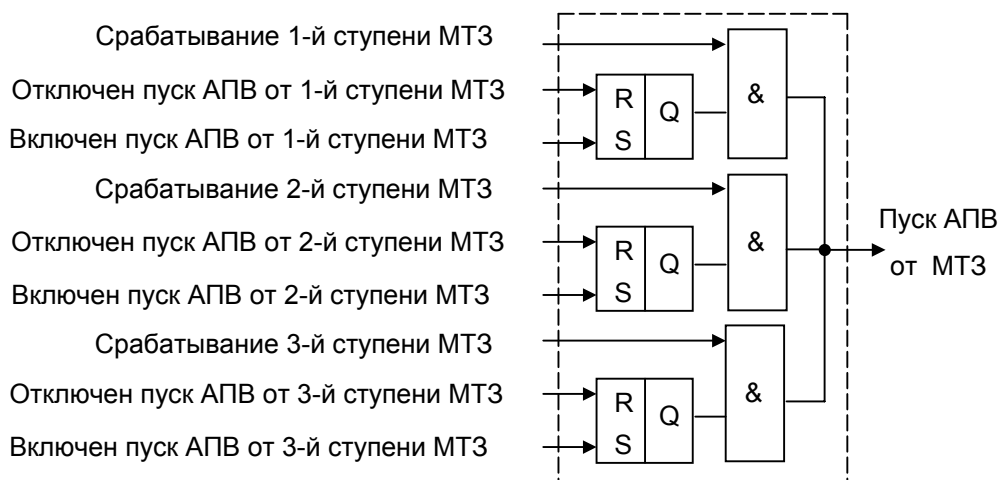 Срабатывание 1-й ступени МТЗ
Отключен пуск АПВ от 1-й ступени МТЗ
Включен пуск АПВ от 1-й ступени МТЗ
R
S
Q
&
Срабатывание 2-й ступени МТЗ
Отключен пуск АПВ от 2-й ступени МТЗ
Включен пуск АПВ от 2-й ступени МТЗ
R
S
Q
&
Срабатывание 3-й ступени МТЗ
Отключен пуск АПВ от 3-й ступени МТЗ
Включен пуск АПВ от 3-й ступени МТЗ
R
S
Q
&
Пуск АПВ
от МТЗ